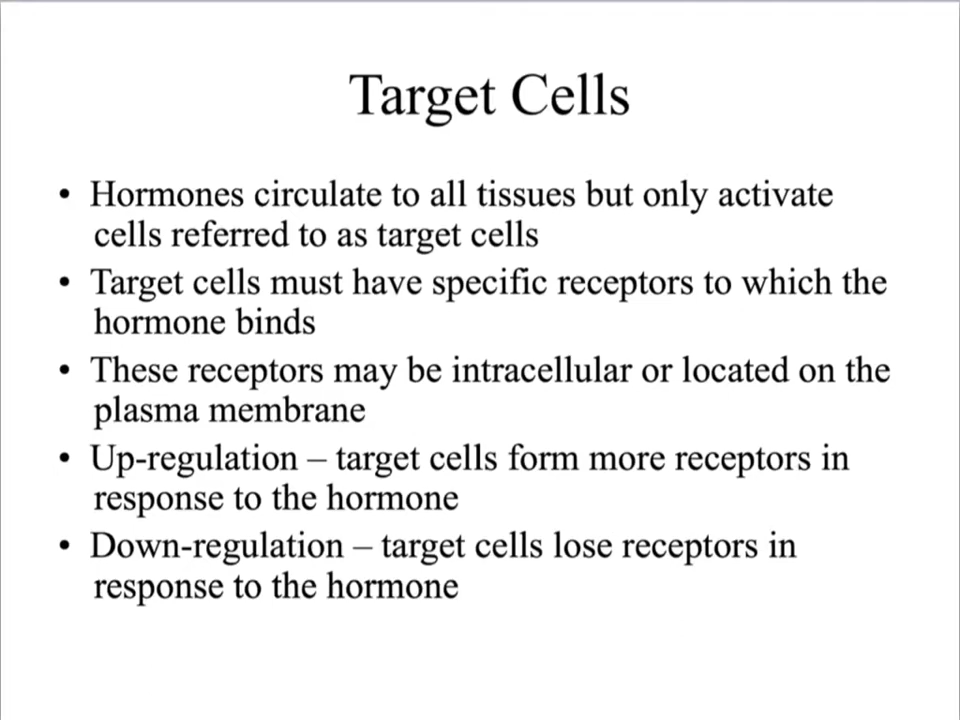 Target Cells
• Hormones circulate to all tissues but only activate
cells referred to as target cells
• Target cells must have specific receptors to which the
hormone binds
• These receptors may be intracellular or located on the
plasma membrane
• Up-regulation – target cells form more receptors in
response to the hormone
• Down-regulation – target cells lose receptors in
response to the hormone